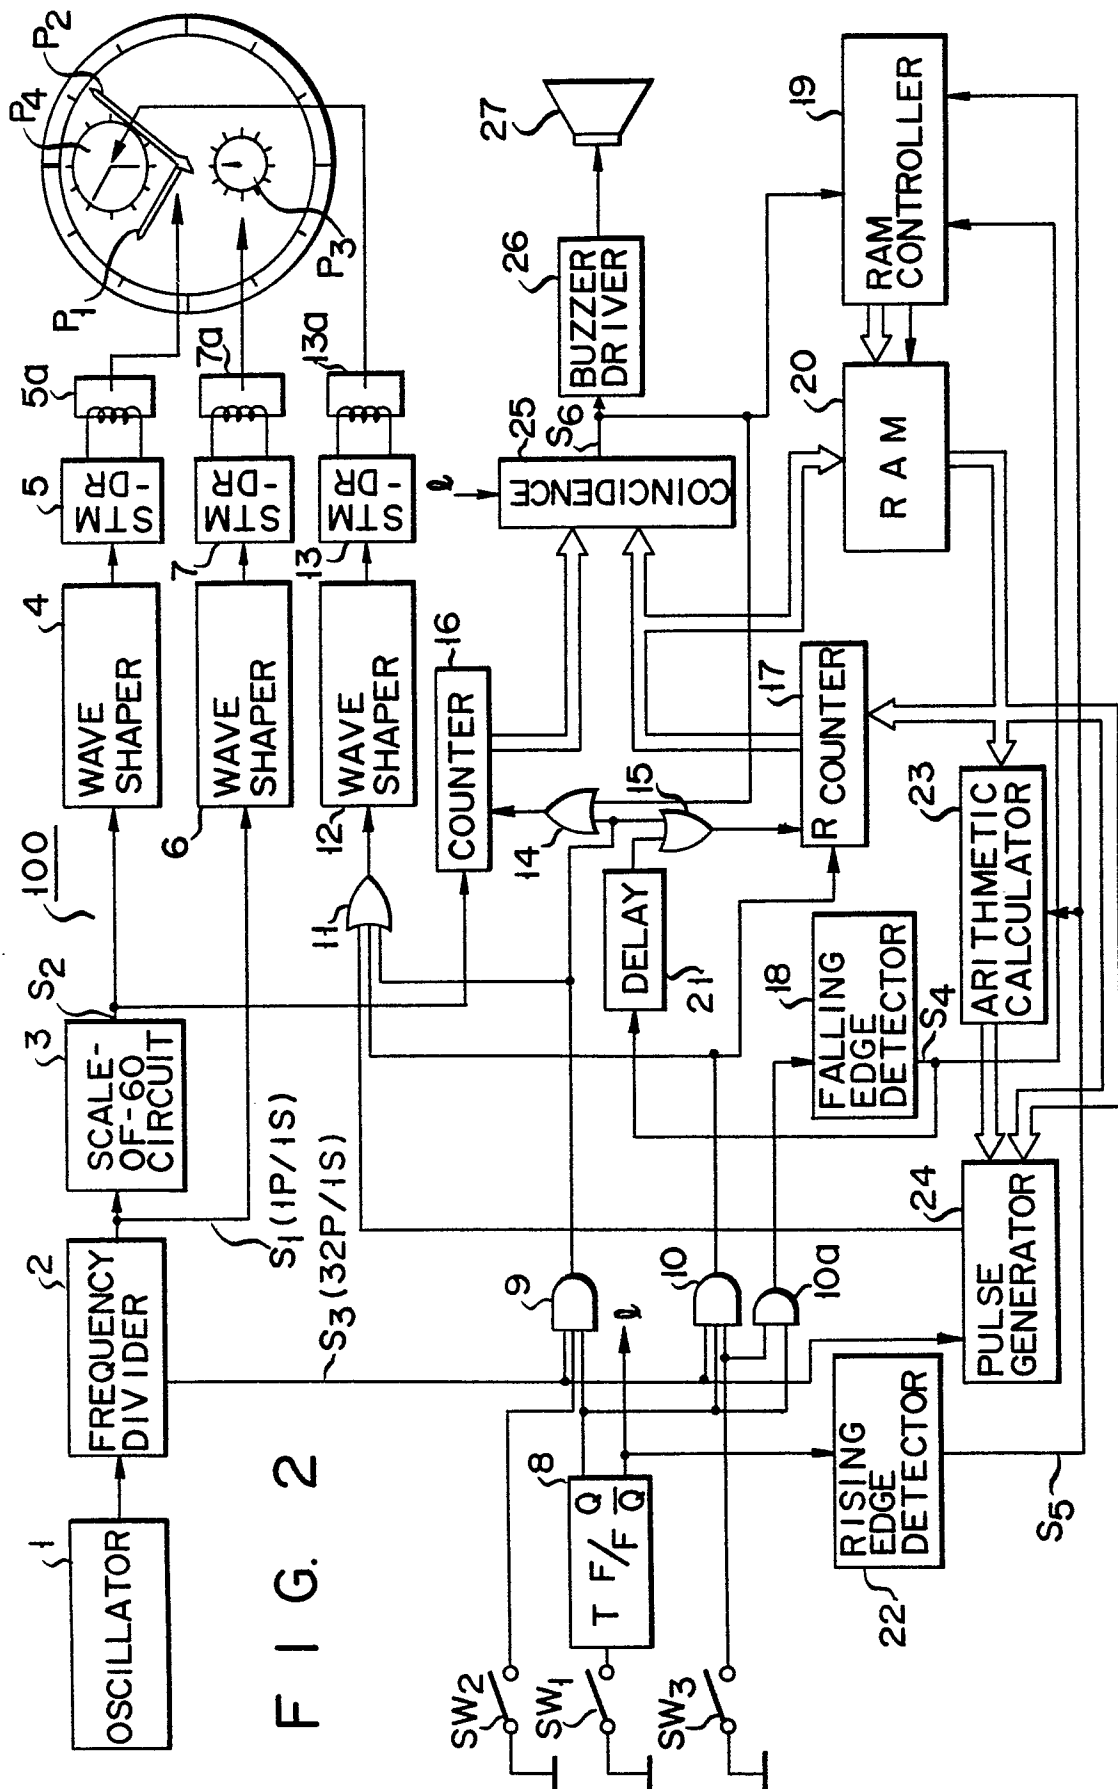 FIG. 2
100
1
OSCILLATOR
2
FREQUENCY
DIVIDER
3
SCALE-
OF-60
CIRCUIT
S2
4
WAVE
SHAPER
5
STM
-DR
5a
P1
P2
P4
P3
S1 (1P/1S)
S3 (32P/1S)
6
WAVE
SHAPER
7
STM
-DR
7a
11
12
WAVE
SHAPER
13
STM
-DR
13a
SW2
SW1
SW3
8
T F/F
Q
Q̅
ℓ
9
10
10a
16
COUNTER
14
15
DELAY
21
17
R COUNTER
ℓ
25
COINCIDENCE
S6
26
BUZZER
DRIVER
27
18
FALLING
EDGE
DETECTOR
S4
22
RISING
EDGE
DETECTOR
S5
24
PULSE
GENERATOR
23
ARITHMETIC
CALCULATOR
20
RAM
19
RAM
CONTROLLER